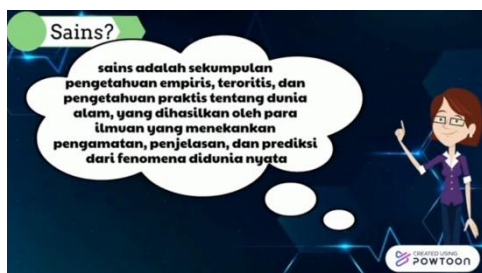 Sains?
sains adalah sekumpulan
pengetahuan empiris, teroritis, dan
pengetahuan praktis tentang dunia
alam, yang dihasilkan oleh para
ilmuan yang menekankan
pengamatan, penjelasan, dan prediksi
dari fenomena didunia nyata
CREATED USING
POWTOON